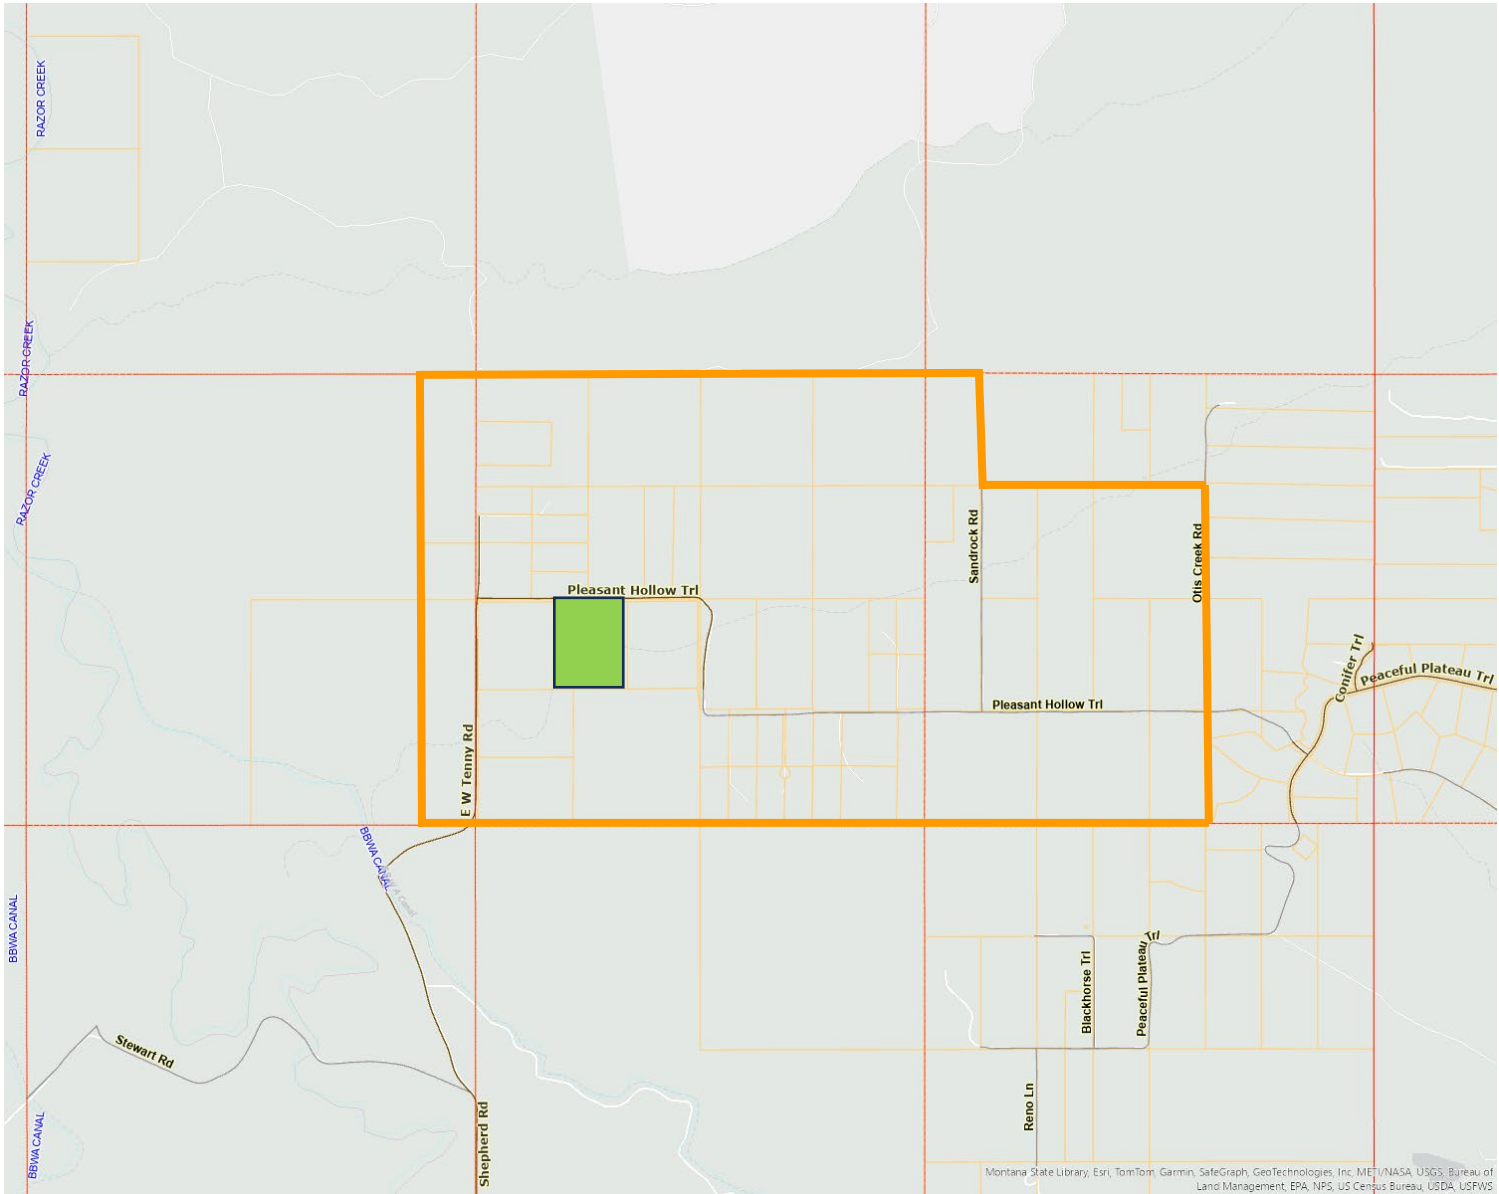 RAZOR CREEK
RAZOR CREEK
RAZOR CREEK
Sandrock Rd
Otis Creek Rd
Pleasant Hollow Trl
Conifer Trl
Peaceful Plateau Trl
Pleasant Hollow Trl
E W Tenny Rd
BBWA CANAL
BBWA CANAL
Peaceful Plateau Trl
Blackhorse Trl
Stewart Rd
Reno Ln
Shepherd Rd
BBWA CANAL
Montana State Library, Esri, TomTom, Garmin, SafeGraph, GeoTechnologies, Inc, METI/NASA, USGS, Bureau of
Land Management, EPA, NPS, US Census Bureau, USDA, USFWS